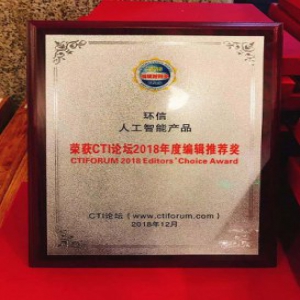 环信
人工智能产品
荣获CTI论坛2018年度编辑推荐奖
CTIFORUM 2018 Editors' Choice Award
CTI论坛（www.ctiforum.com）
2018年12月